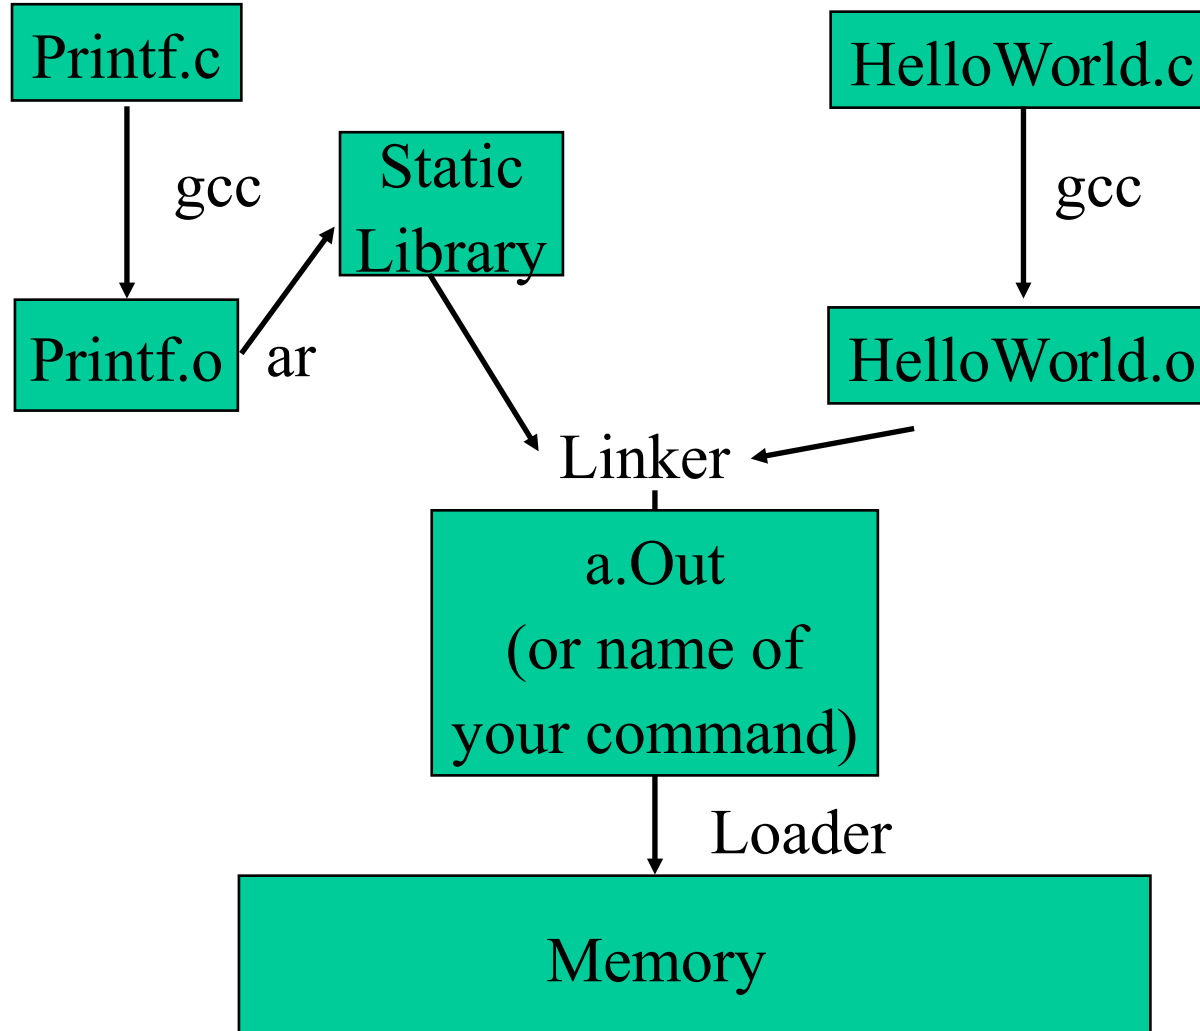 Printf.c
HelloWorld.c
gcc
Static
Library
gcc
Printf.o
ar
HelloWorld.o
Linker
a.Out
(or name of
your command)
Loader
Memory